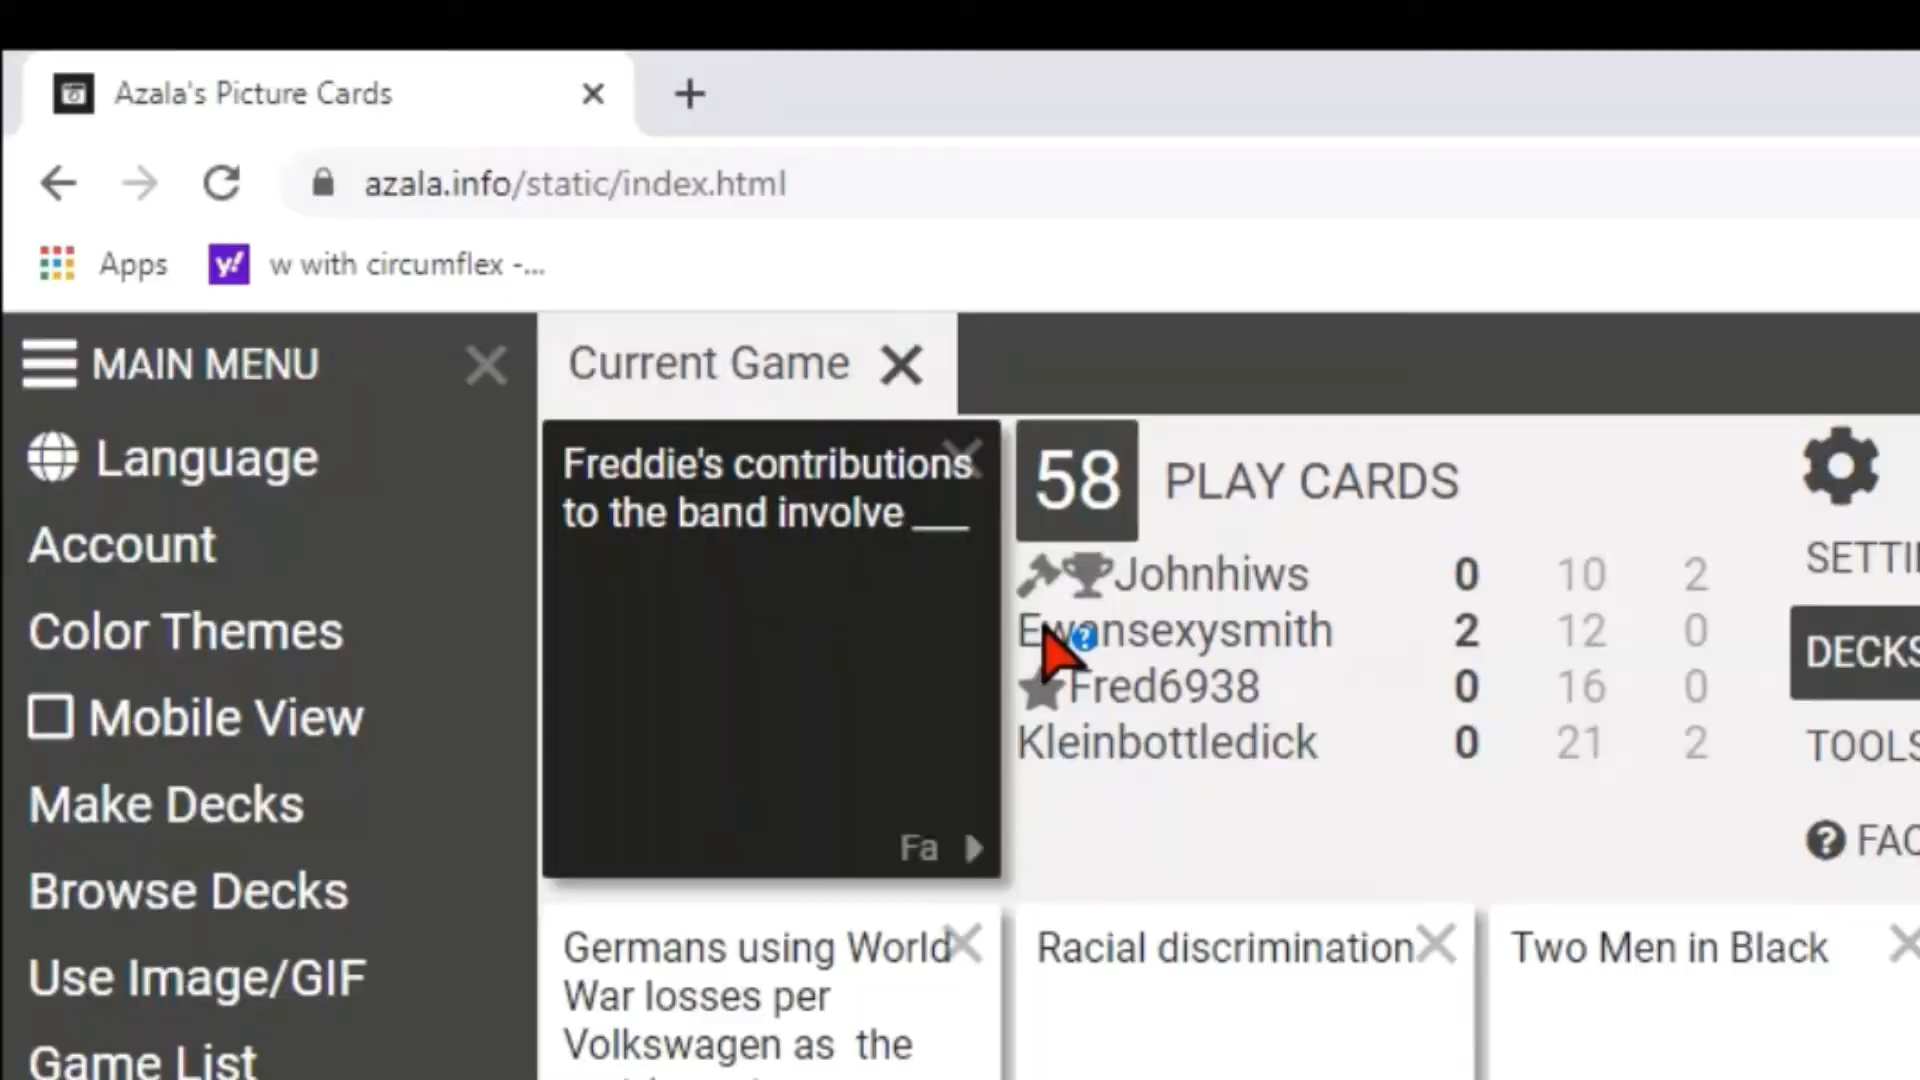 Azala's Picture Cards
azala.info/static/index.html
Apps
y!
w with circumflex -...
MAIN MENU
Language
Account
Color Themes
Mobile View
Make Decks
Browse Decks
Use Image/GIF
Game List
Current Game
Freddie's contributions
to the band involve ___
Fa
58
PLAY CARDS
Johnhiws 0 10 2
Ewansexysmith 2 12 0
Fred6938 0 16 0
Kleinbottledick 0 21 2
SETTI
DECKS
TOOLS
FAQ
Germans using World
War losses per
Volkswagen as the
Racial discrimination
Two Men in Black